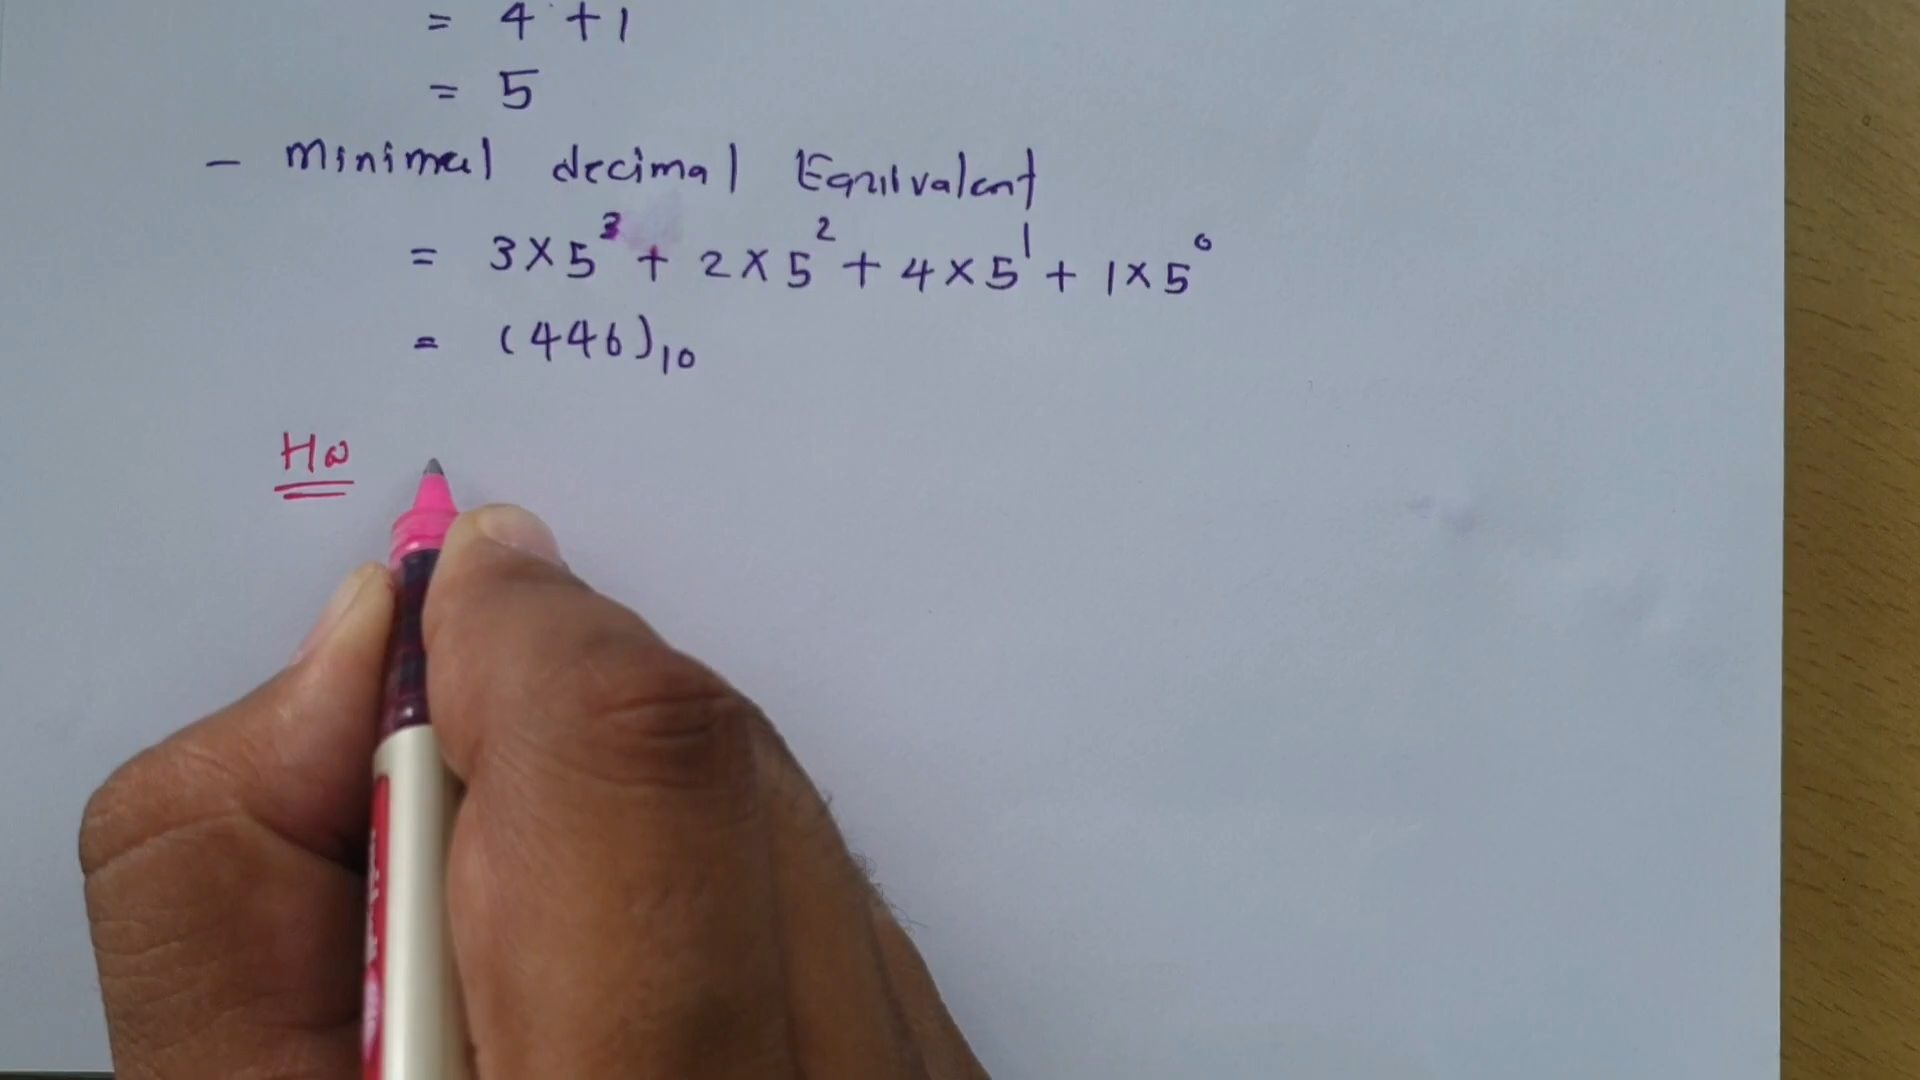 = 4 + 1
= 5
- Minimal decimal Equivalent
= 3 × 5³ + 2 × 5² + 4 × 5¹ + 1 × 5⁰
= (446)₁₀
HW